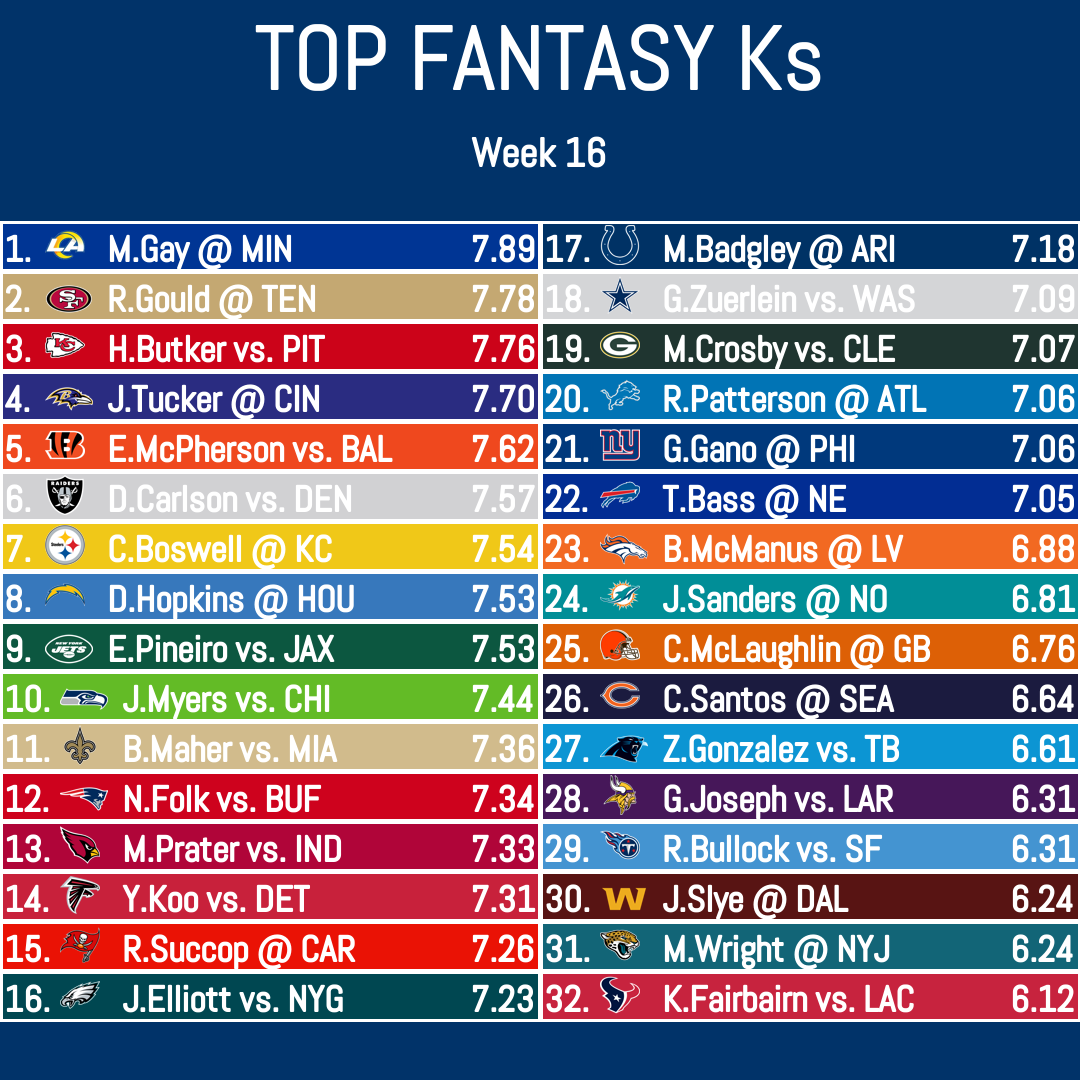 TOP FANTASY Ks
Week 16
1. M.Gay @ MIN 7.89
2. R.Gould @ TEN 7.78
3. H.Butker vs. PIT 7.76
4. J.Tucker @ CIN 7.70
5. E.McPherson vs. BAL 7.62
6. D.Carlson vs. DEN 7.57
7. C.Boswell @ KC 7.54
8. D.Hopkins @ HOU 7.53
9. E.Pineiro vs. JAX 7.53
10. J.Myers vs. CHI 7.44
11. B.Maher vs. MIA 7.36
12. N.Folk vs. BUF 7.34
13. M.Prater vs. IND 7.33
14. Y.Koo vs. DET 7.31
15. R.Succop @ CAR 7.26
16. J.Elliott vs. NYG 7.23
17. M.Badgley @ ARI 7.18
18. G.Zuerlein vs. WAS 7.09
19. M.Crosby vs. CLE 7.07
20. R.Patterson @ ATL 7.06
21. G.Gano @ PHI 7.06
22. T.Bass @ NE 7.05
23. B.McManus @ LV 6.88
24. J.Sanders @ NO 6.81
25. C.McLaughlin @ GB 6.76
26. C.Santos @ SEA 6.64
27. Z.Gonzalez vs. TB 6.61
28. G.Joseph vs. LAR 6.31
29. R.Bullock vs. SF 6.31
30. J.Slye @ DAL 6.24
31. M.Wright @ NYJ 6.24
32. K.Fairbairn vs. LAC 6.12